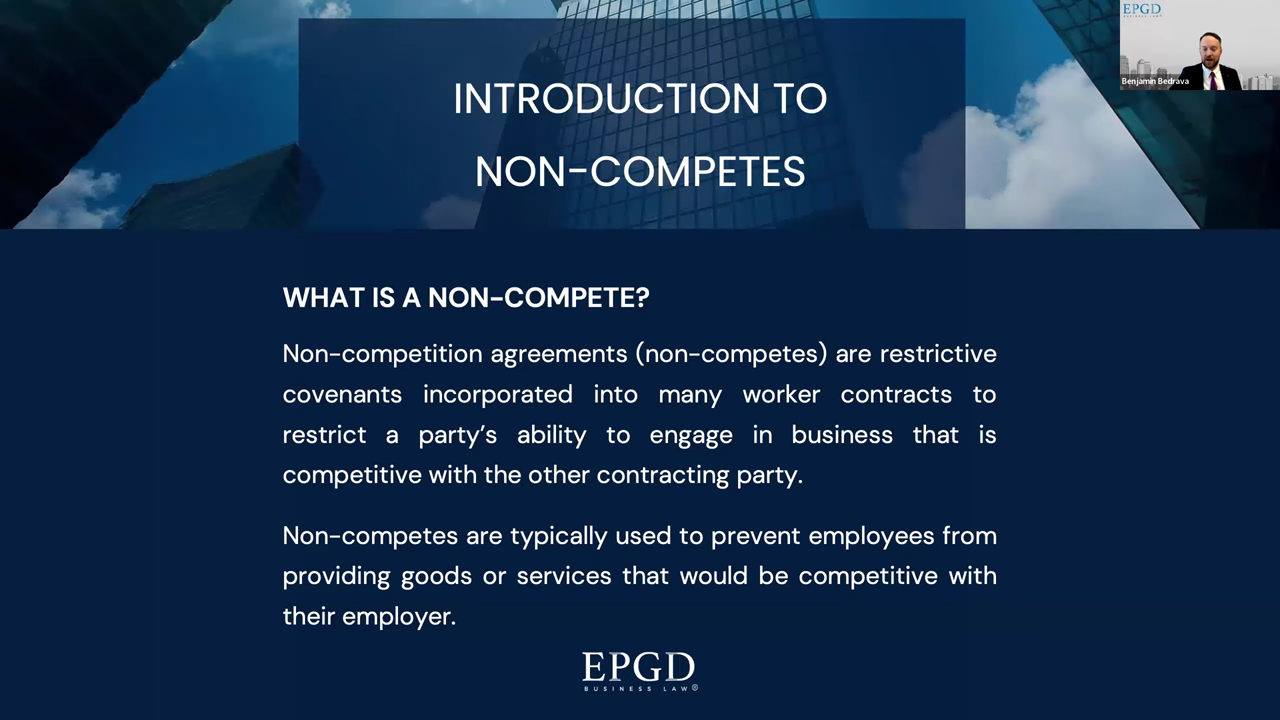 EPGD
BUSINESS LAW
Benjamin Bedrava
INTRODUCTION TO
NON-COMPETES
WHAT IS A NON-COMPETE?
Non-competition agreements (non-competes) are restrictive
covenants incorporated into many worker contracts to
restrict a party's ability to engage in business that is
competitive with the other contracting party.
Non-competes are typically used to prevent employees from
providing goods or services that would be competitive with
their employer.
EPGD
BUSINESS LAW®